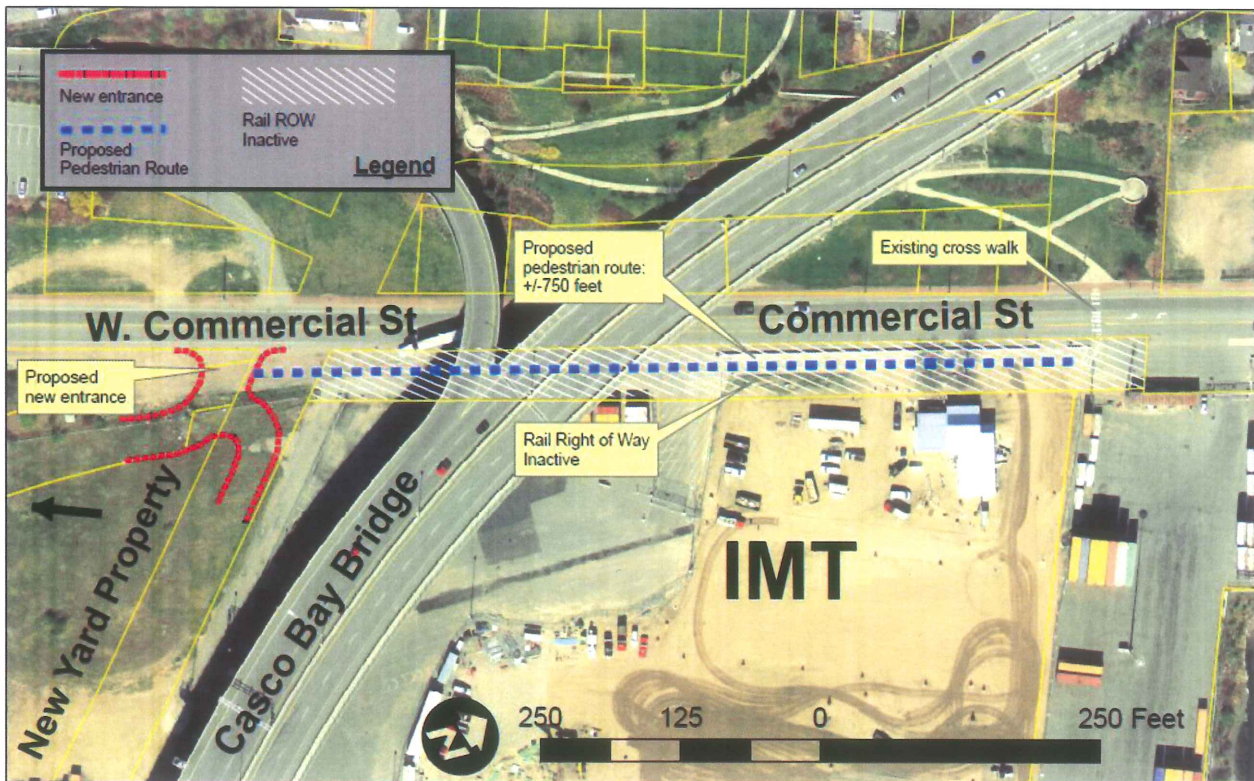 New entrance
Proposed
Pedestrian Route
Rail ROW
Inactive
Legend
Proposed
pedestrian route:
+/-750 feet
Existing cross walk
W. Commercial St
Commercial St
Proposed
new entrance
Rail Right of Way
Inactive
New Yard Property
Casco Bay Bridge
IMT
250
125
0
250 Feet